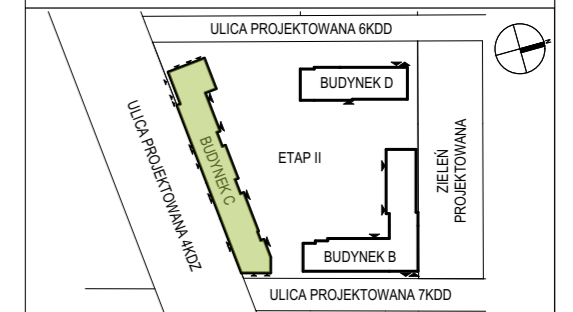 ULICA PROJEKTOWANA 6KDD
N
BUDYNEK D
ULICA PROJEKTOWANA 4KDZ
BUDYNEK C
ETAP II
ZIELEŃ
PROJEKTOWANA
BUDYNEK B
ULICA PROJEKTOWANA 7KDD